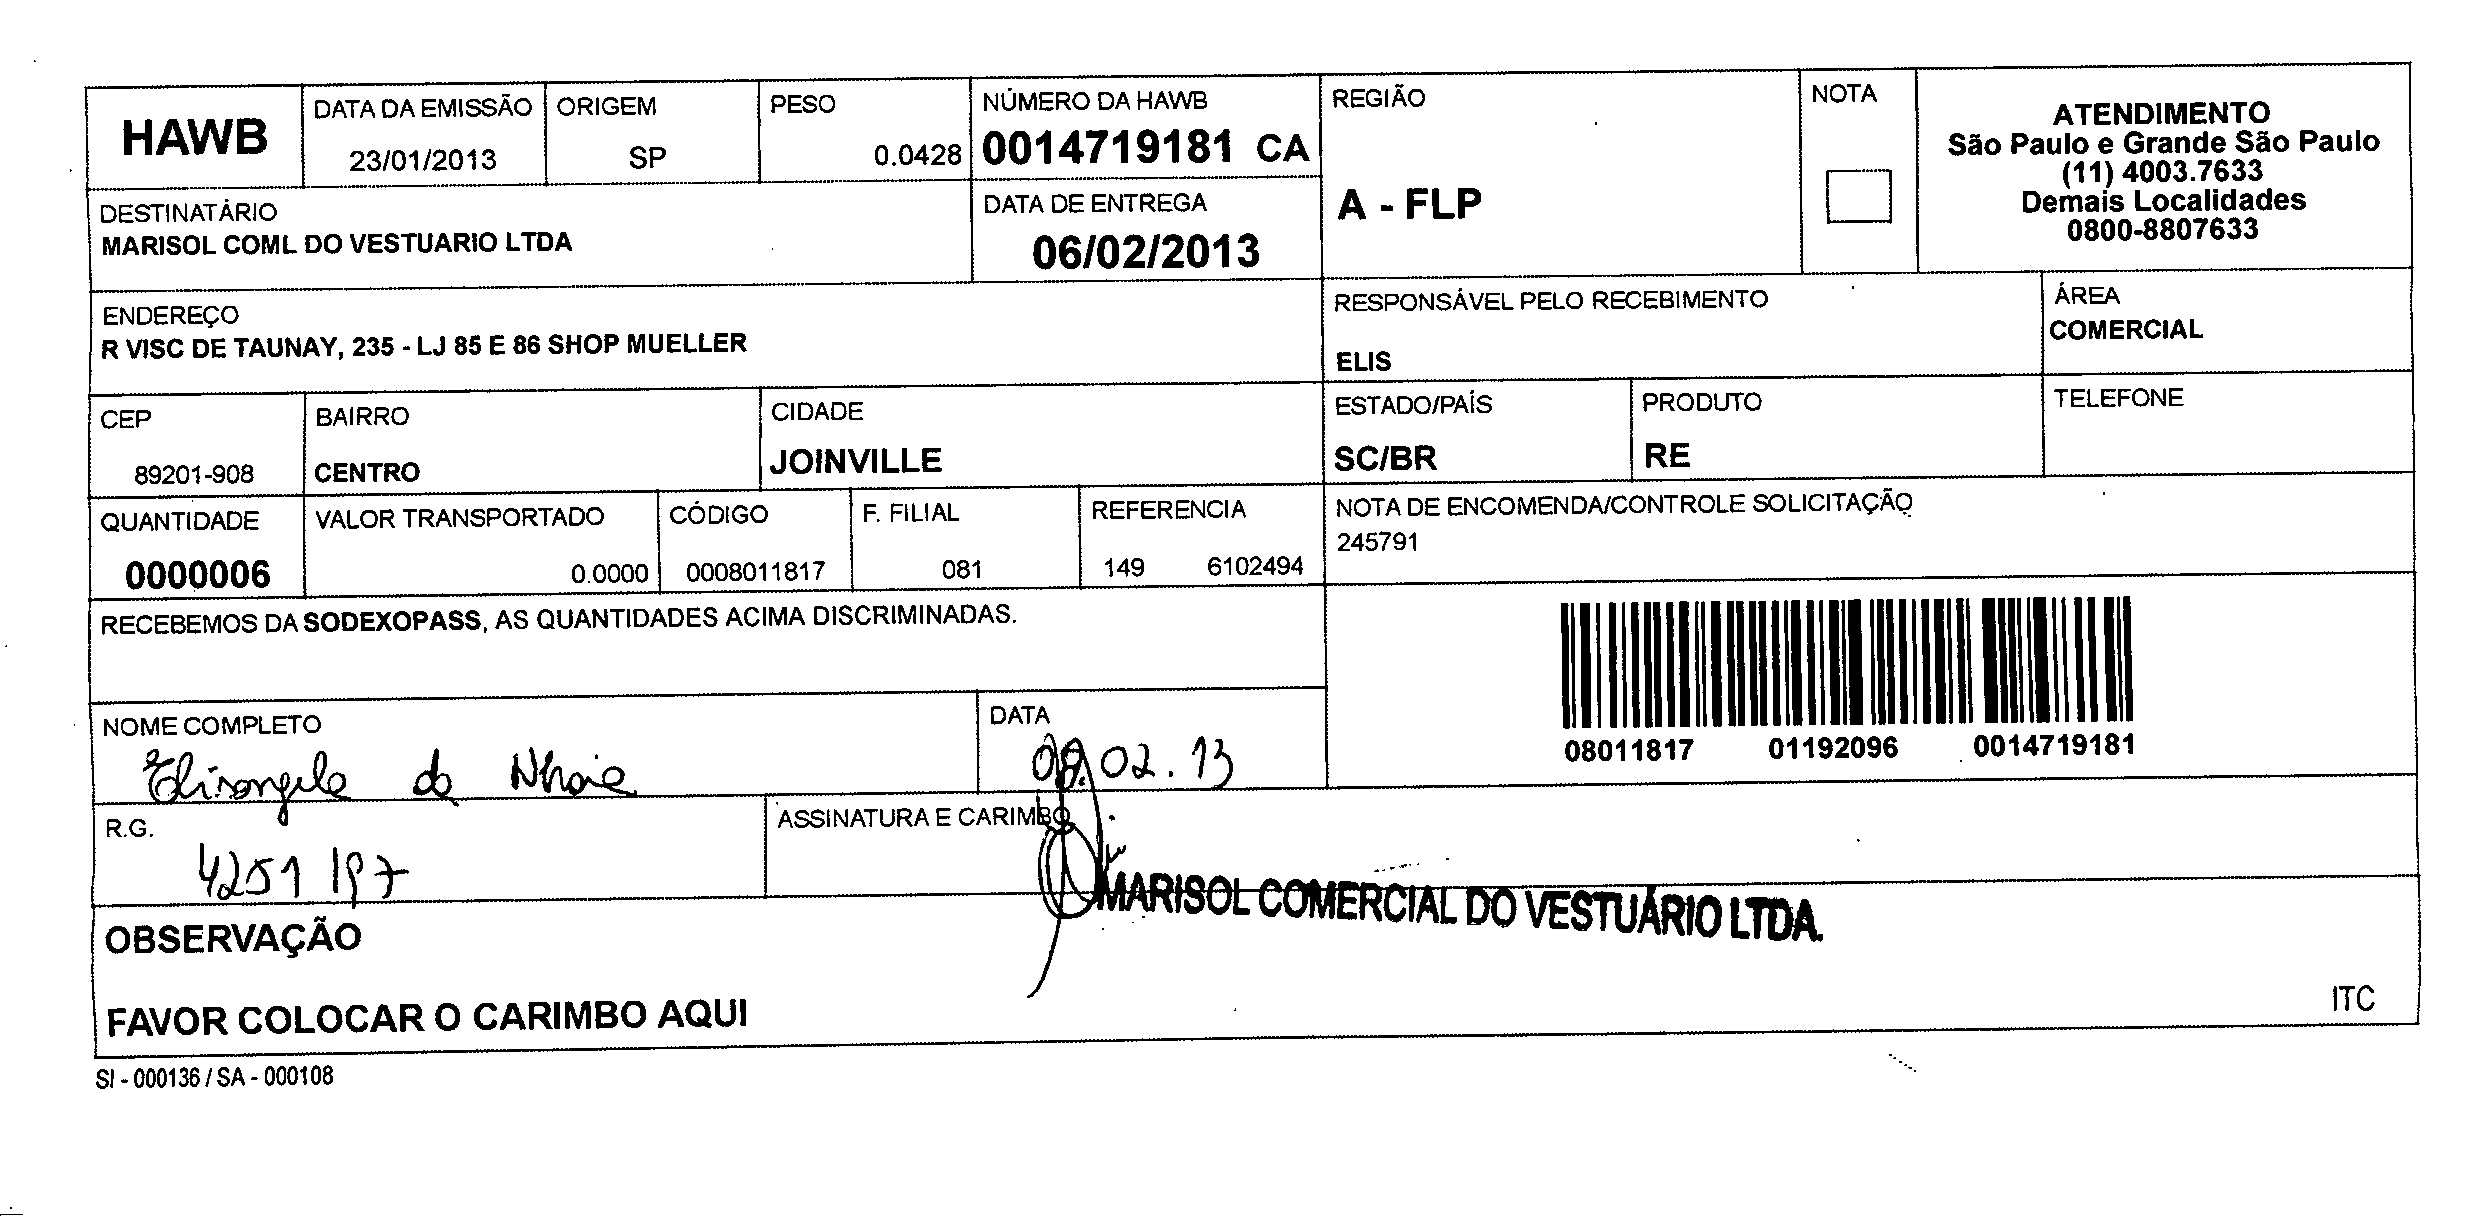 HAWB
DATA DA EMISSÃO
23/01/2013
ORIGEM
SP
PESO
0.0428
NÚMERO DA HAWB
0014719181 CA
REGIÃO
A - FLP
NOTA
ATENDIMENTO
São Paulo e Grande São Paulo
(11) 4003.7633
Demais Localidades
0800-8807633
DESTINATÁRIO
MARISOL COML DO VESTUARIO LTDA
DATA DE ENTREGA
06/02/2013
ENDEREÇO
R VISC DE TAUNAY, 235 - LJ 85 E 86 SHOP MUELLER
RESPONSÁVEL PELO RECEBIMENTO
ELIS
ÁREA
COMERCIAL
CEP
89201-908
BAIRRO
CENTRO
CIDADE
JOINVILLE
ESTADO/PAÍS
SC/BR
PRODUTO
RE
TELEFONE
QUANTIDADE
0000006
VALOR TRANSPORTADO
0.0000
CÓDIGO
0008011817
F. FILIAL
081
REFERENCIA
149 6102494
NOTA DE ENCOMENDA/CONTROLE SOLICITAÇÃO
245791
RECEBEMOS DA SODEXOPASS, AS QUANTIDADES ACIMA DISCRIMINADAS.
08011817 01192096 0014719181
NOME COMPLETO
Elisangela da
DATA
02.13
R.G.
4251 197
ASSINATURA E CARIMBO
MARISOL COMERCIAL DO VESTUÁRIO LTDA.
OBSERVAÇÃO
FAVOR COLOCAR O CARIMBO AQUI
ITC
SI - 000136 / SA - 000108